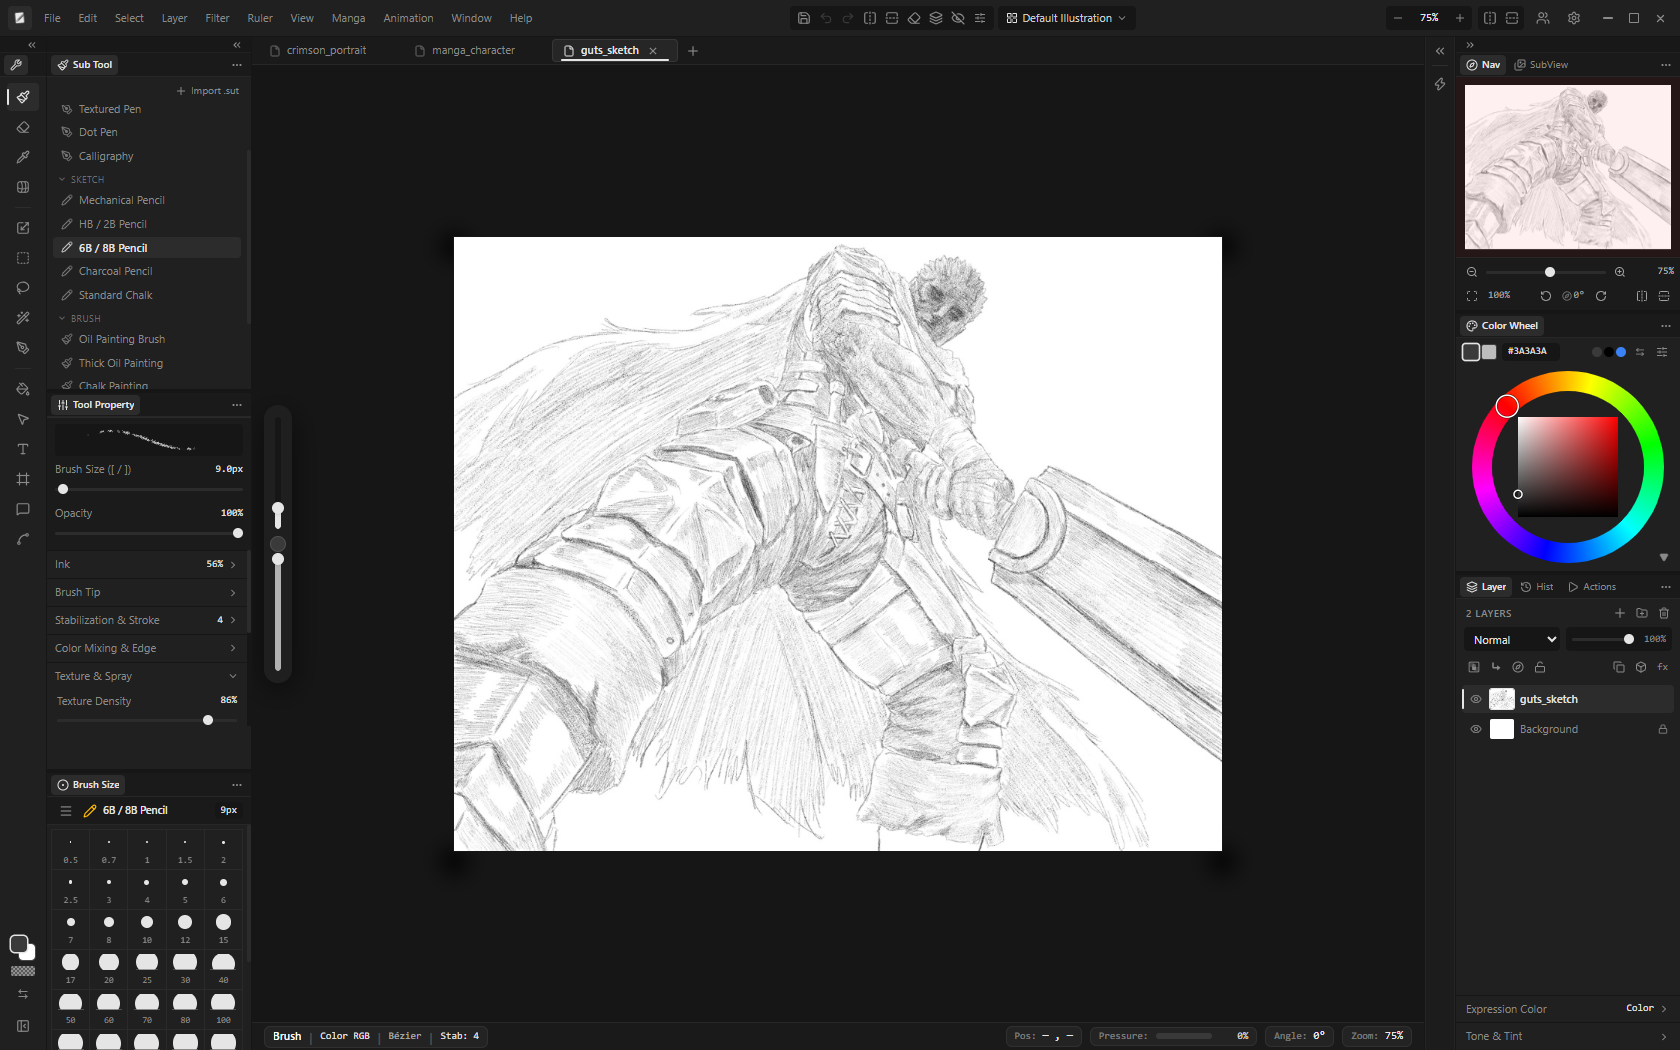 File Edit Select Layer Filter Ruler View Manga Animation Window Help
Default Illustration
75%
crimson_portrait
manga_character
guts_sketch
Sub Tool
Import .sut
Textured Pen
Dot Pen
Calligraphy
SKETCH
Mechanical Pencil
HB / 2B Pencil
6B / 8B Pencil
Charcoal Pencil
Standard Chalk
BRUSH
Oil Painting Brush
Thick Oil Painting
Chalk Painting
Tool Property
Brush Size ([ / ]) 9.0px
Opacity 100%
Ink 56%
Brush Tip
Stabilization & Stroke 4
Color Mixing & Edge
Texture & Spray
Texture Density 86%
Brush Size
6B / 8B Pencil 9px
0.5 0.7 1 1.5 2
2.5 3 4 5 6
7 8 10 12 15
17 20 25 30 40
50 60 70 80 100
Brush Color RGB Bézier Stab: 4
Pos: — , — Pressure: 0% Angle: 0° Zoom: 75%
Nav SubView
75%
100% 0°
Color Wheel
#3A3A3A
Layer Hist Actions
2 LAYERS
Normal 100%
fx
guts_sketch
Background
Expression Color Color
Tone & Tint